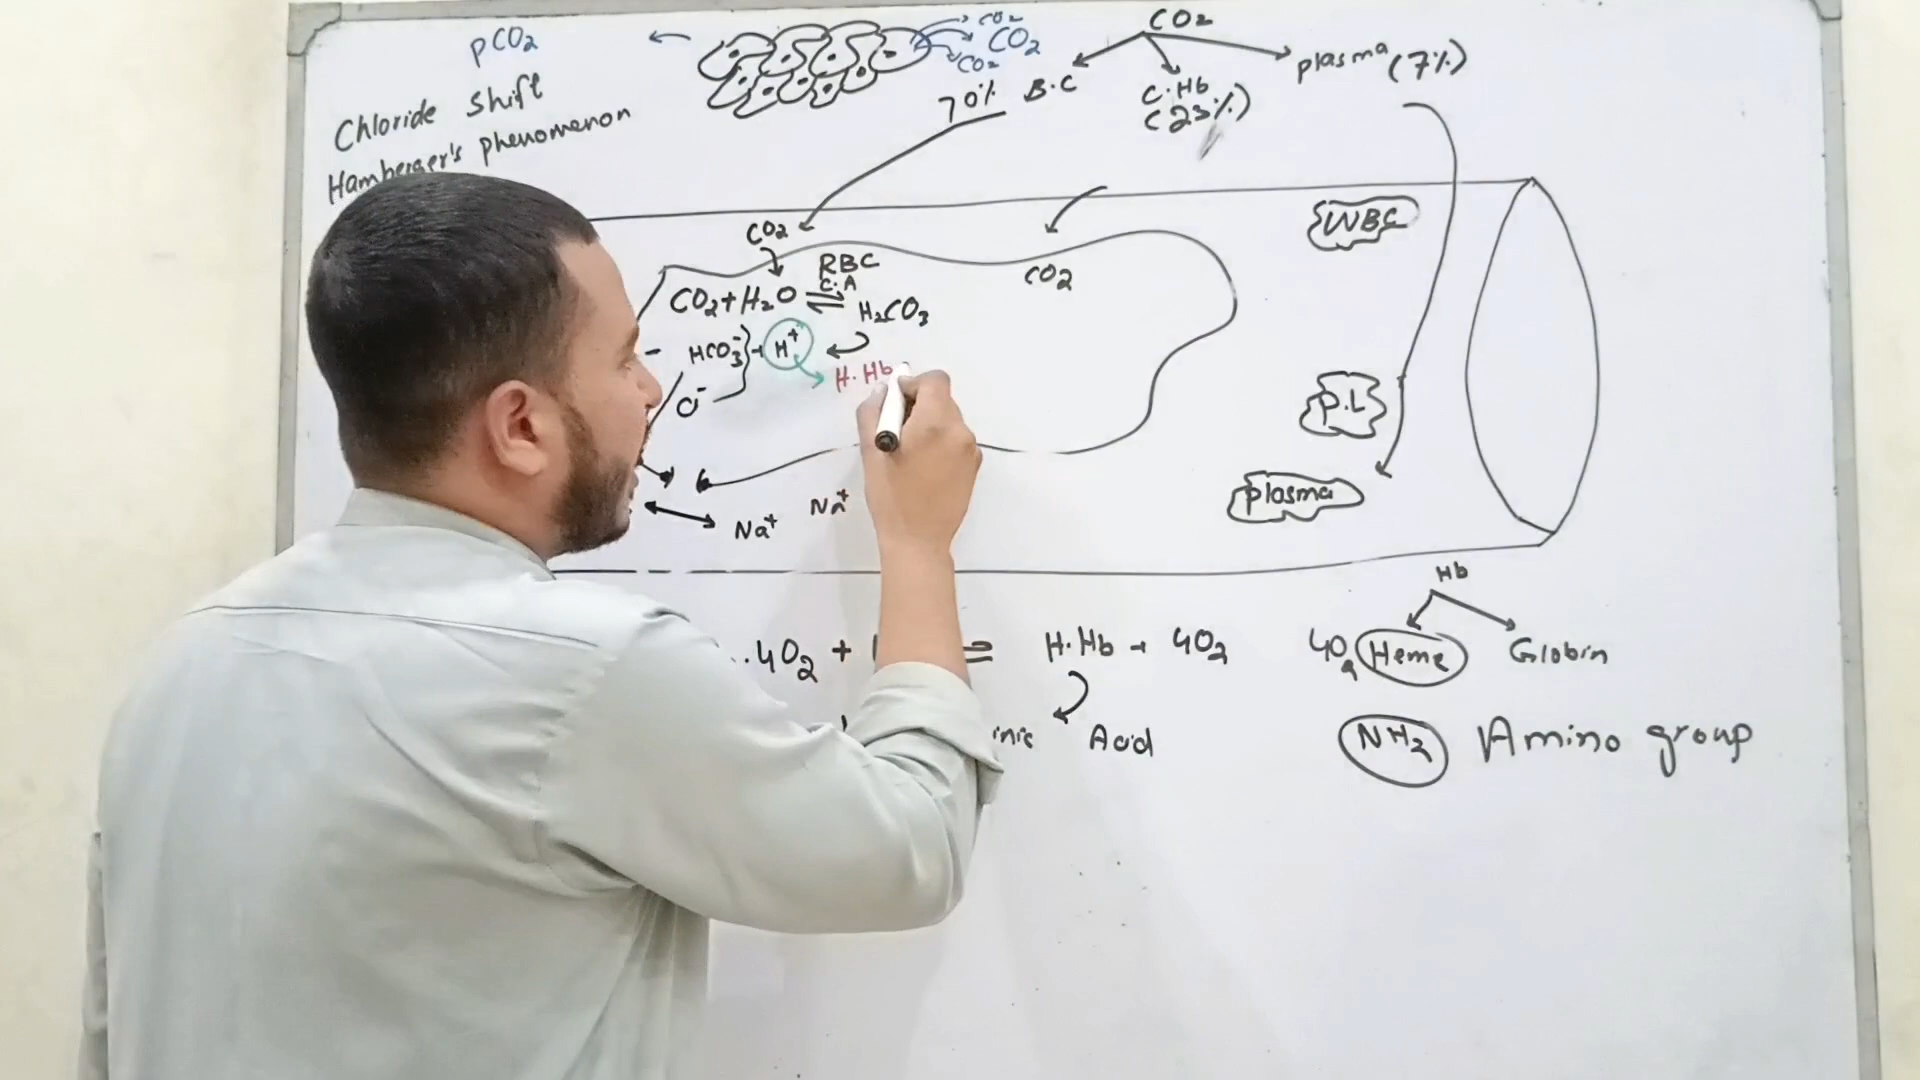 pCO2
Chloride Shift
Hamberger's phenomenon
CO2
CO2
CO2
CO2
70% B.C
C.Hb
(23%)
plasma (7%)
CO2
RBC
C.A
CO2 + H2O ⇌ H2CO3
HCO3- + H+
H.Hb
Cl-
CO2
Na+
Na+
WBC
P.L
plasma
.4O2 +
= H.Hb + 4O2
Acid
Hb
4O2 Heme
Globin
NH2 Amino group